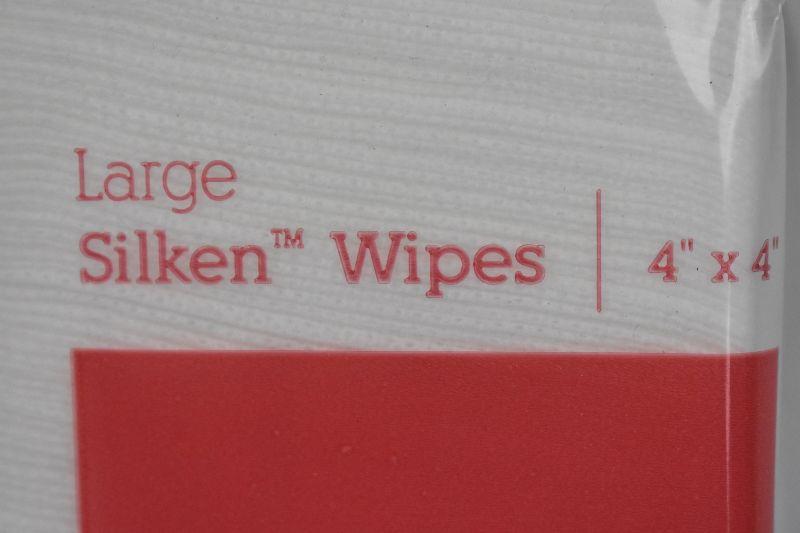 Large
Silken™ Wipes | 4" x 4"